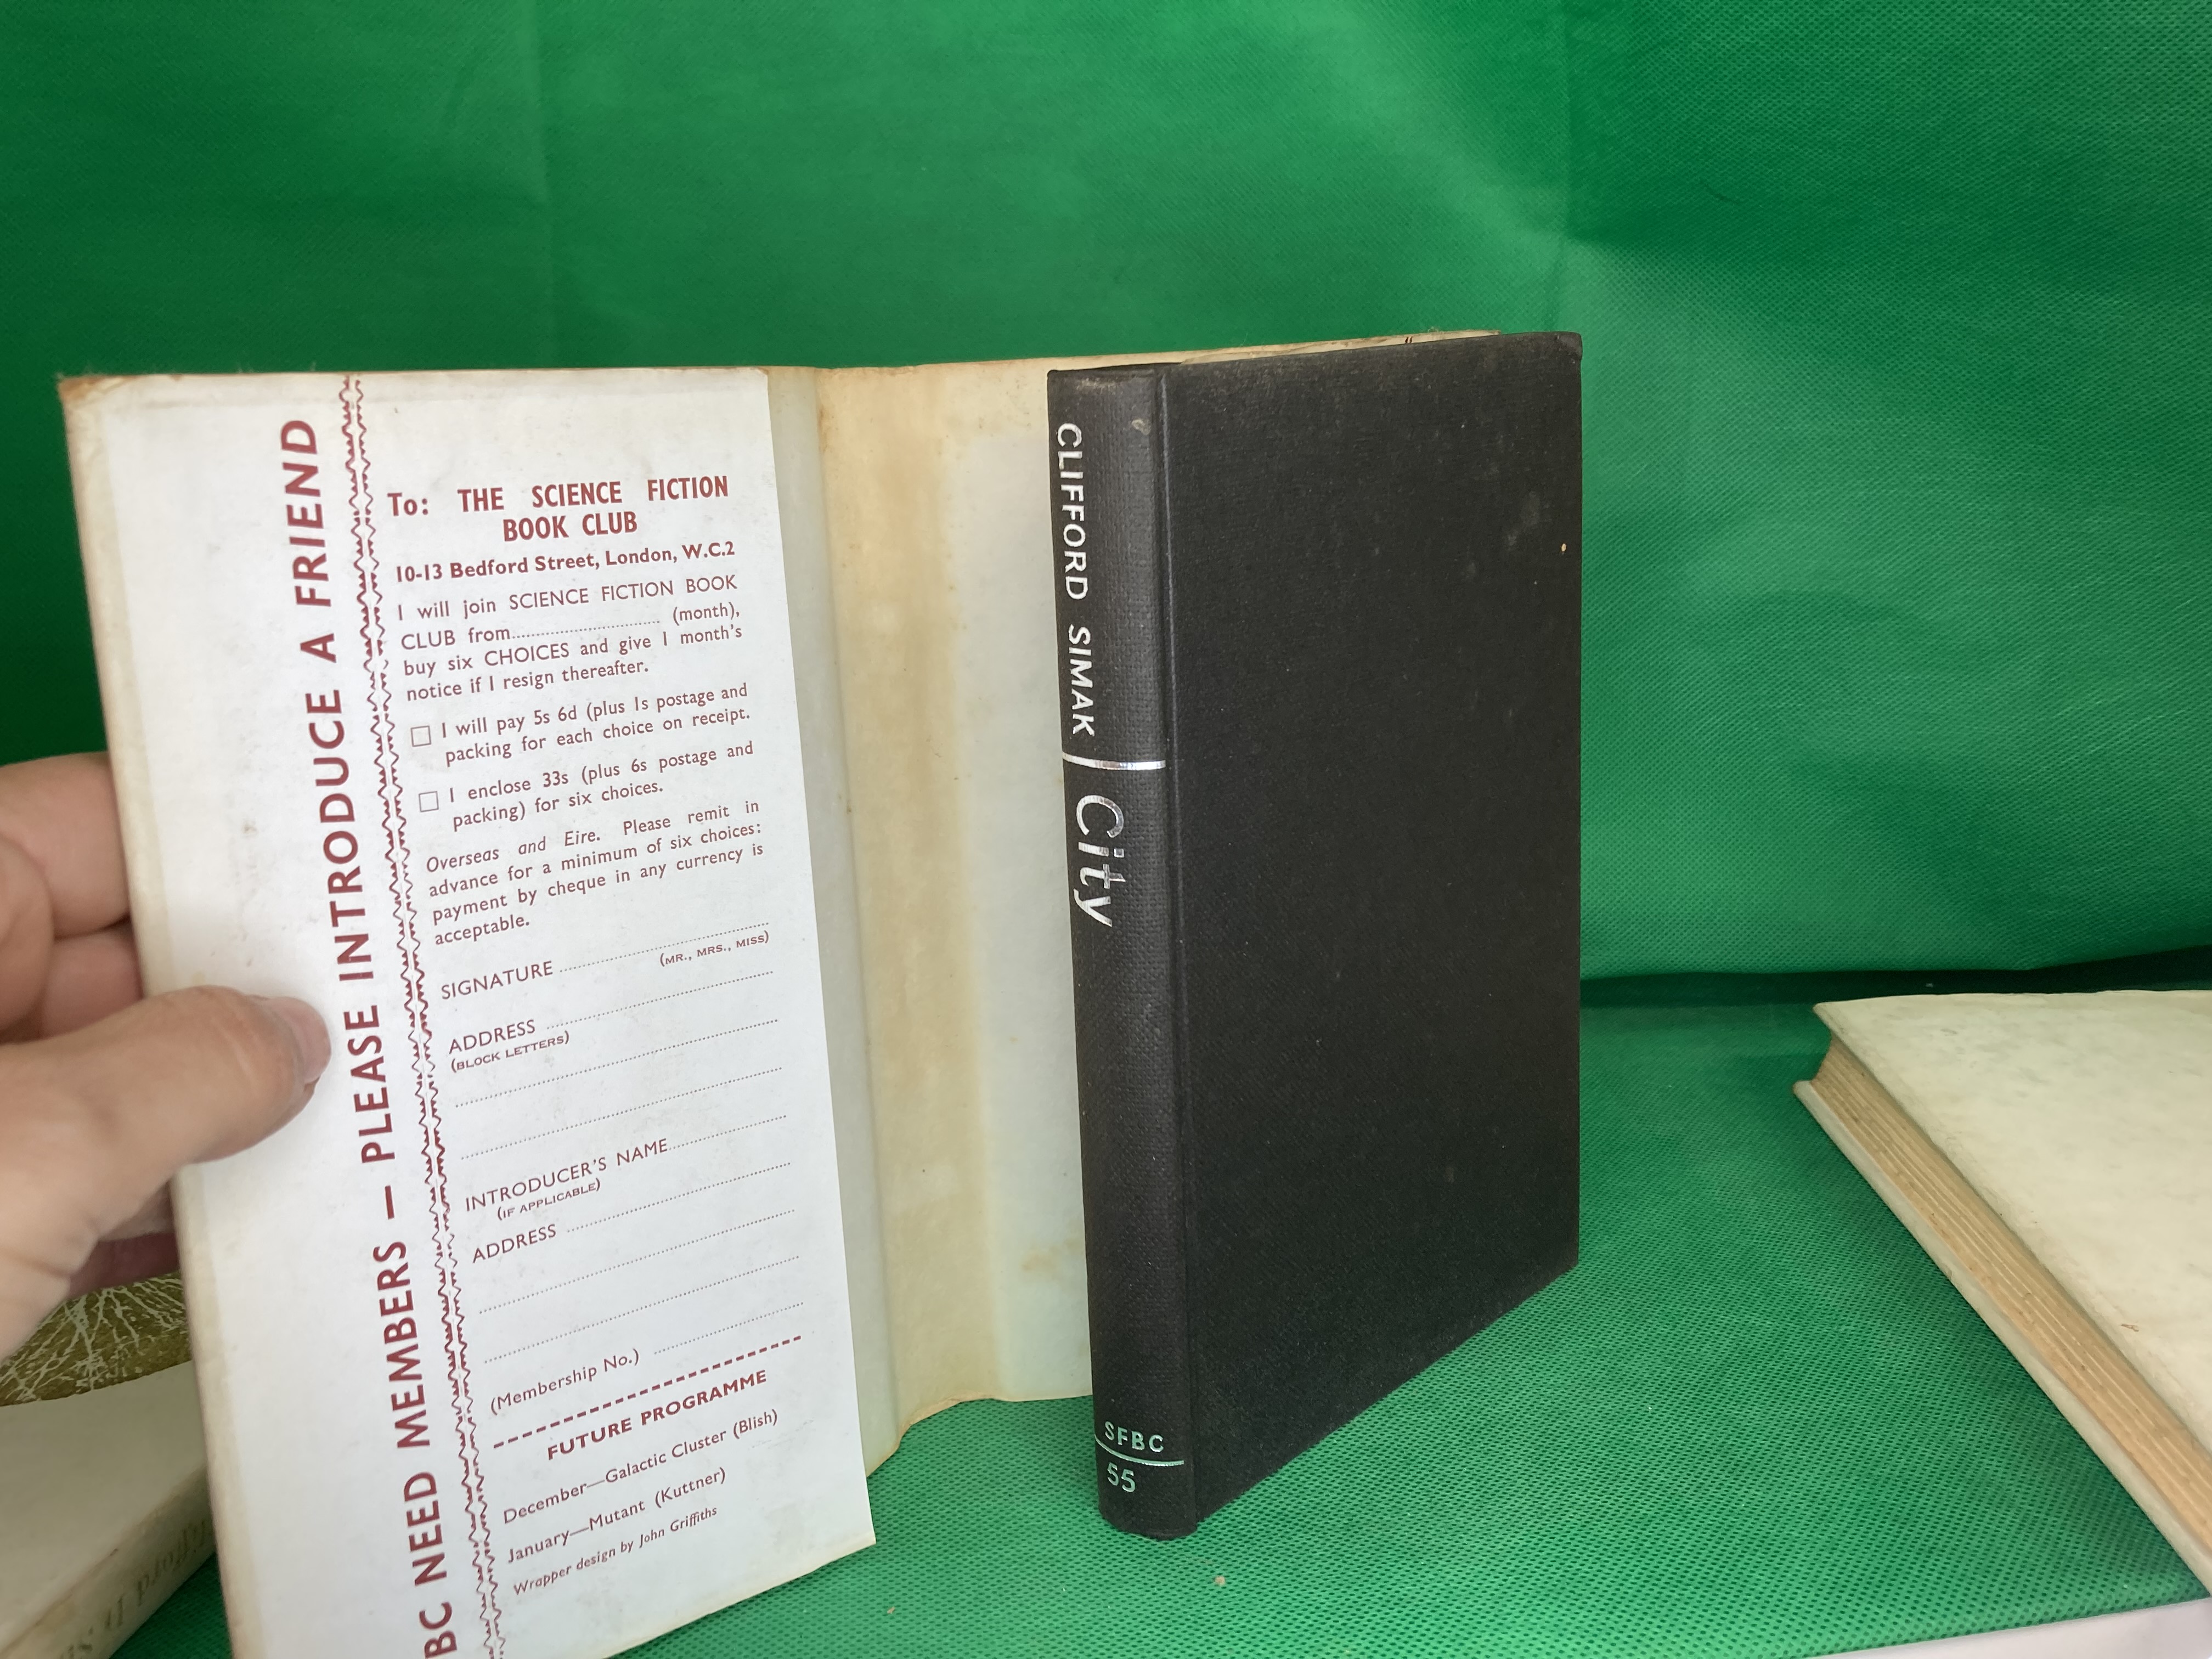 BC NEED MEMBERS — PLEASE INTRODUCE A FRIEND
To: THE SCIENCE FICTION
BOOK CLUB
10-13 Bedford Street, London, W.C.2
I will join SCIENCE FICTION BOOK
CLUB from.............................. (month),
buy six CHOICES and give 1 month's
notice if I resign thereafter.
I will pay 5s 6d (plus 1s postage and
packing for each choice on receipt.
I enclose 33s (plus 6s postage and
packing) for six choices.
Overseas and Eire. Please remit in
advance for a minimum of six choices:
payment by cheque in any currency is
acceptable.
SIGNATURE ..............................
(MR., MRS., MISS)
ADDRESS ..............................
(BLOCK LETTERS)
INTRODUCER'S NAME..............................
(IF APPLICABLE)
ADDRESS ..............................
(Membership No.) ..............................
FUTURE PROGRAMME
December—Galactic Cluster (Blish)
January—Mutant (Kuttner)
Wrapper design by John Griffiths
CLIFFORD SIMAK
City
SFBC
55